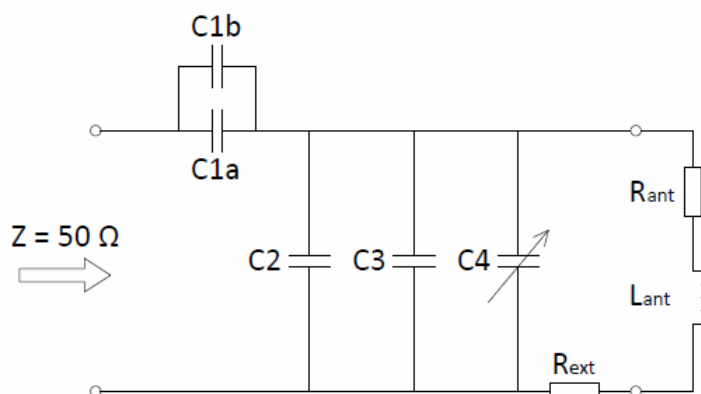 C1b
C1a
Z = 50 Ω
C2
C3
C4
Rant
Lant
Rext